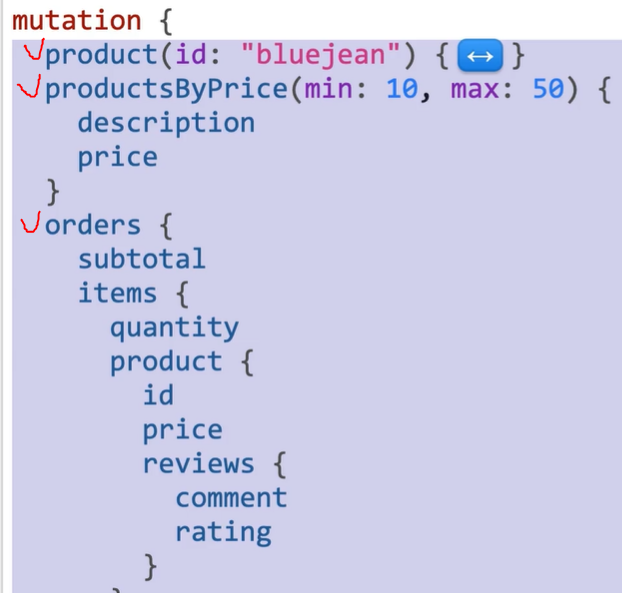 mutation {
product(id: "bluejean") { ↔ }
productsByPrice(min: 10, max: 50) {
description
price
}
orders {
subtotal
items {
quantity
product {
id
price
reviews {
comment
rating
}
}